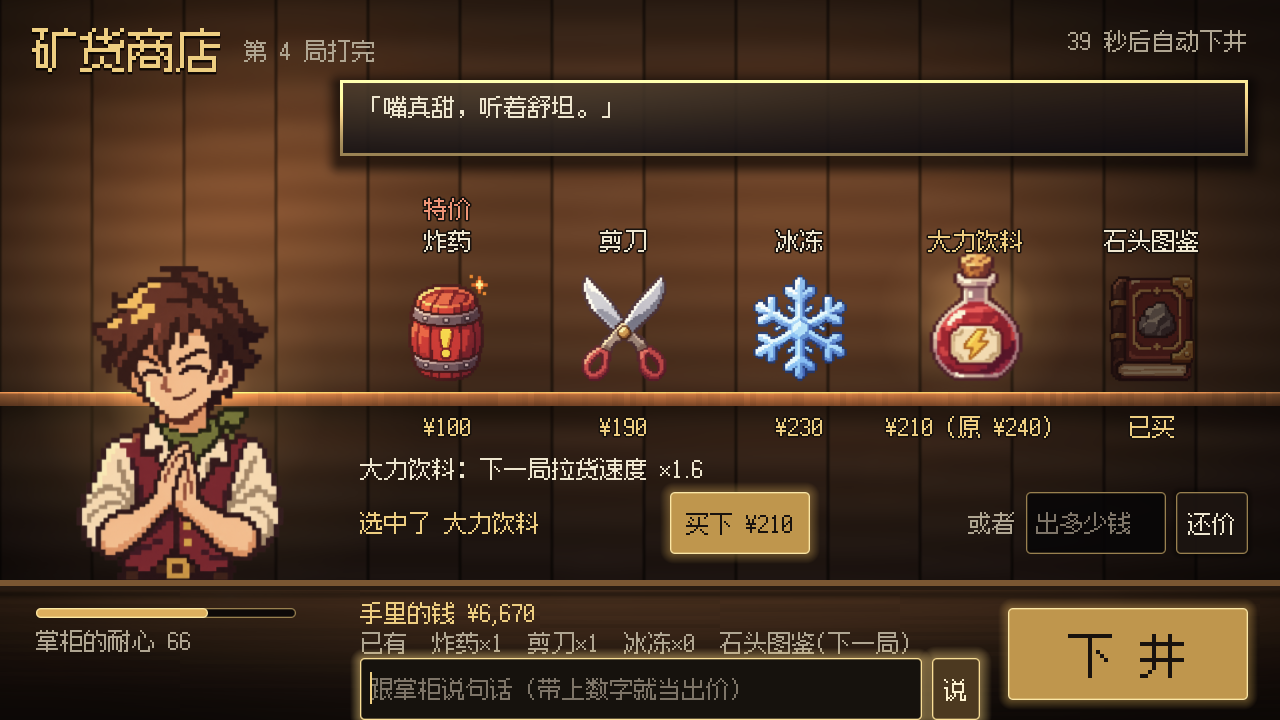 矿货商店 第 4 局打完
39 秒后自动下井
「嘴真甜，听着舒坦。」
特价
炸药 剪刀 冰冻 大力饮料 石头图鉴
¥100 ¥190 ¥230 ¥210（原 ¥240） 已买
大力饮料：下一局拉货速度 ×1.6
选中了 大力饮料 买下 ¥210 或者 出多少钱 还价
手里的钱 ¥6,670
掌柜的耐心 66
已有 炸药×1 剪刀×1 冰冻×0 石头图鉴(下一局)
下井
跟掌柜说句话（带上数字就当出价） 说